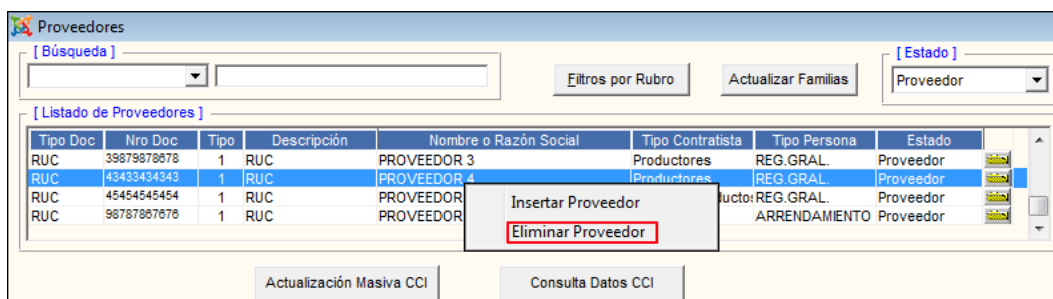 Proveedores
[ Búsqueda ]
[ Estado ]
Filtros por Rubro
Actualizar Familias
Proveedor
[ Listado de Proveedores ]
Tipo Doc Nro Doc Tipo Descripción Nombre o Razón Social Tipo Contratista Tipo Persona Estado
RUC 39879878678 1 RUC PROVEEDOR 3 Productores REG.GRAL. Proveedor
RUC 43433434343 1 RUC PROVEEDOR 4 Productores REG.GRAL. Proveedor
RUC 45454545454 1 RUC PROVEEDOR REG.GRAL. Proveedor
RUC 98787867676 1 RUC PROVEEDOR ARRENDAMIENTO Proveedor
Insertar Proveedor
Eliminar Proveedor
Actualización Masiva CCI
Consulta Datos CCI